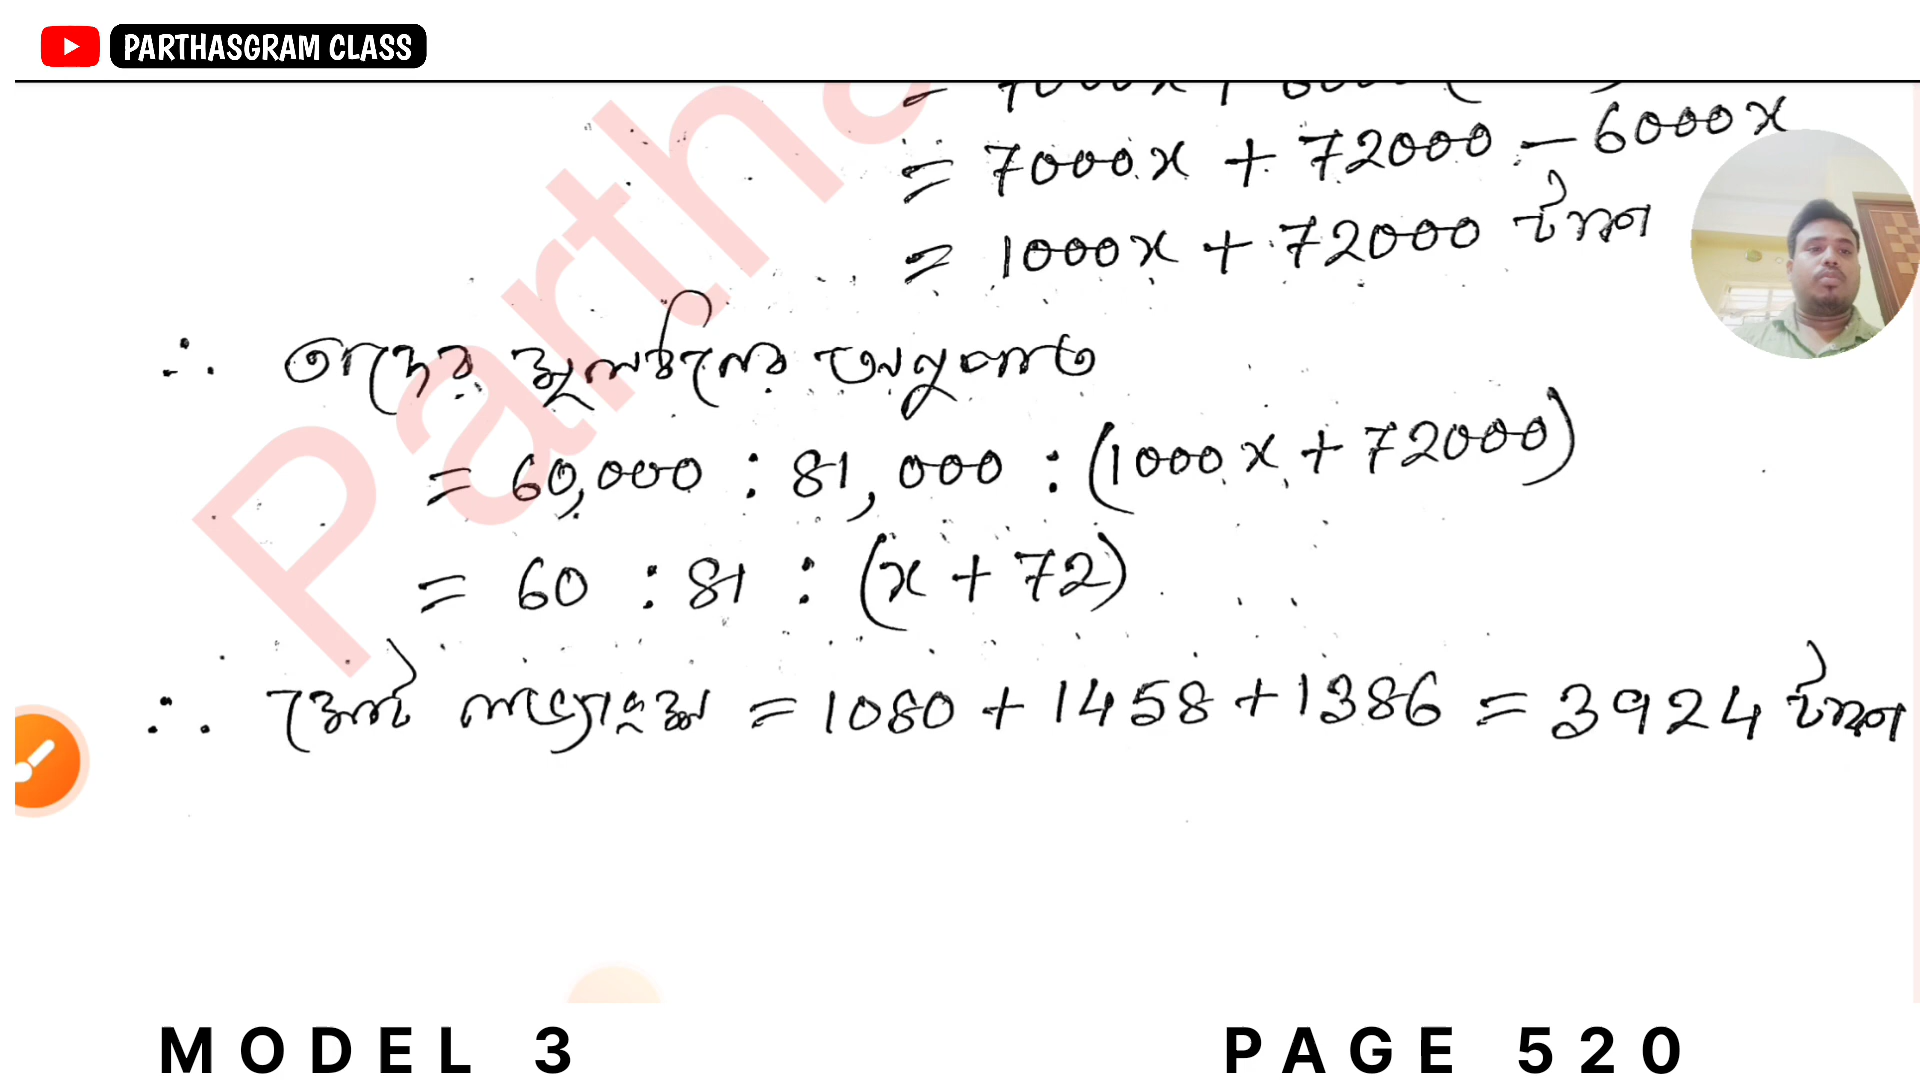 PARTHASGRAM CLASS
= 7000x + 72000 - 6000x
= 1000x + 72000 টাকা
∴ তাদের মূলধনের অনুপাত
= 60,000 : 81,000 : (1000x + 72000)
= 60 : 81 : (x + 72)
∴ মোট লভ্যাংশ = 1080 + 1458 + 1386 = 3924 টাকা
Partha
MODEL 3
PAGE 520